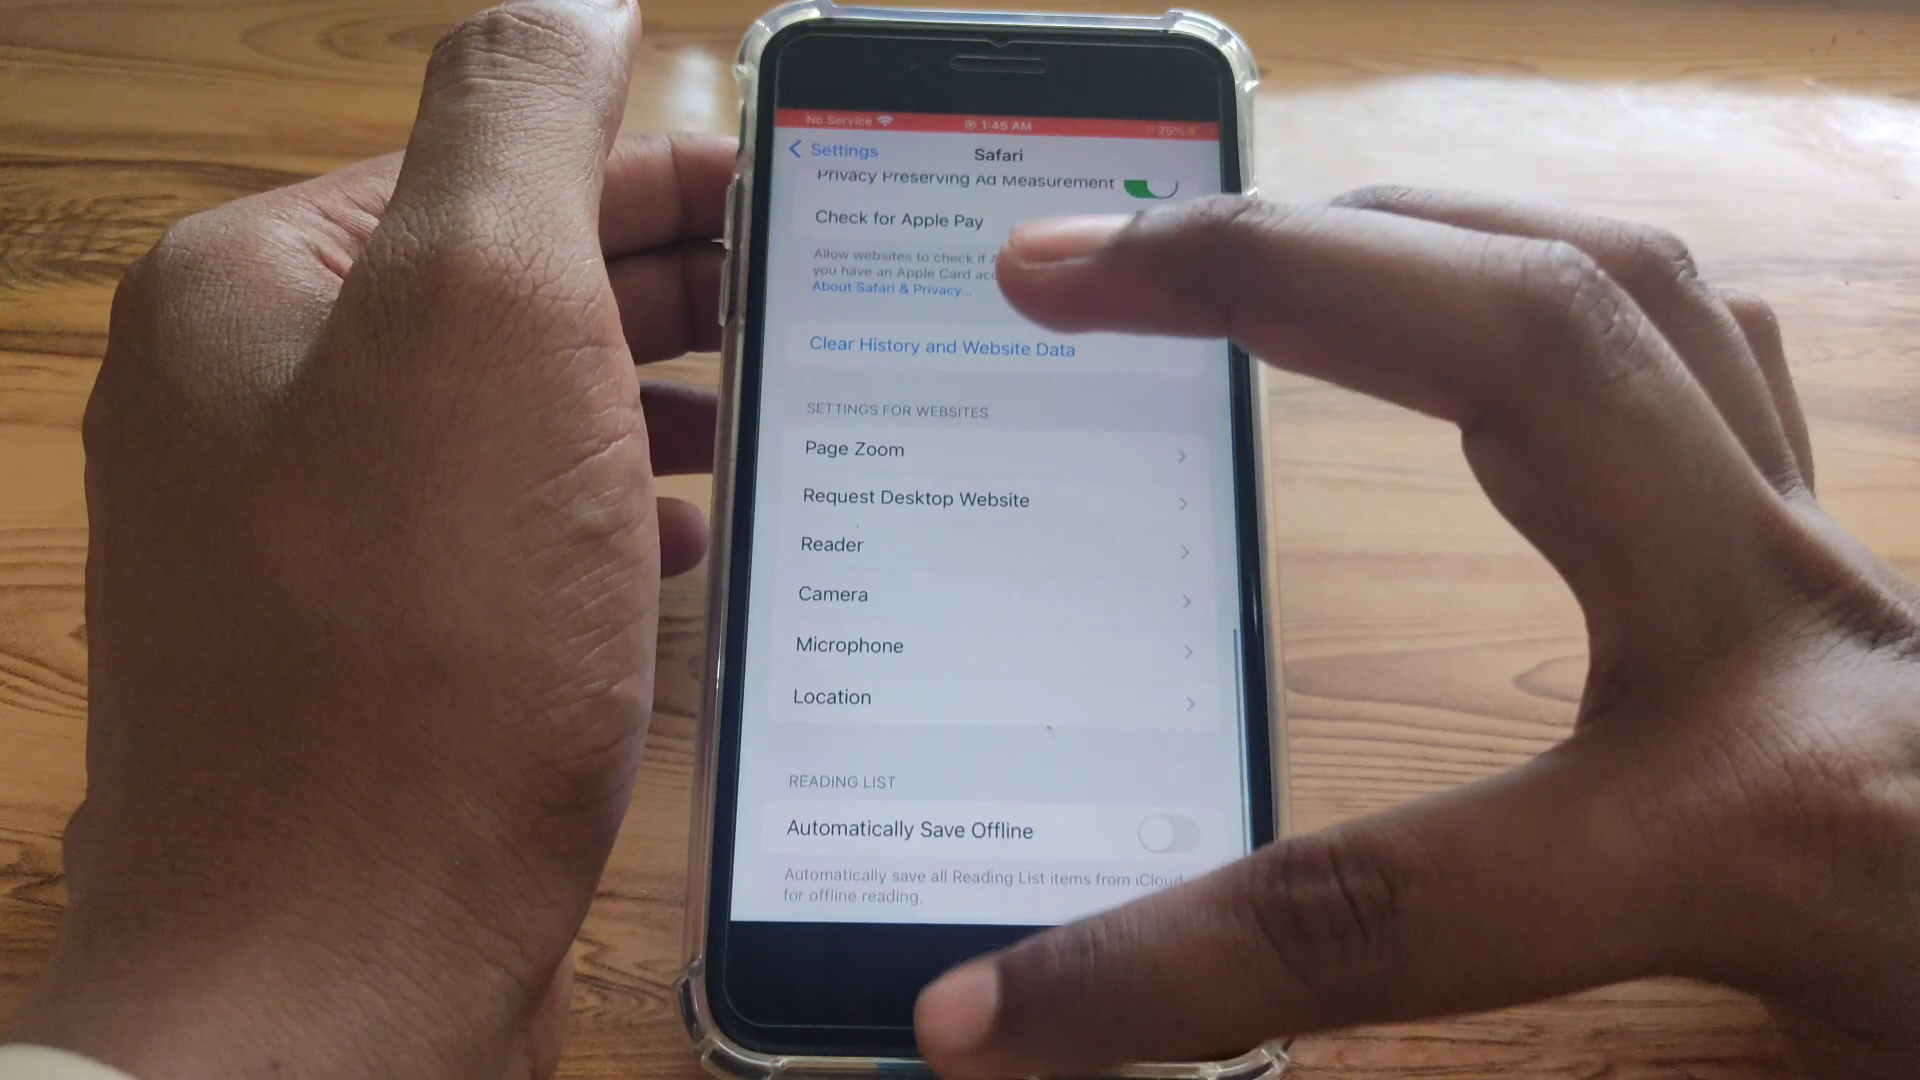 No Service 1:45 AM 25%
Settings Safari
Privacy Preserving Ad Measurement
Check for Apple Pay
Allow websites to check if
you have an Apple Card
About Safari & Privacy...
Clear History and Website Data
SETTINGS FOR WEBSITES
Page Zoom
Request Desktop Website
Reader
Camera
Microphone
Location
READING LIST
Automatically Save Offline
Automatically save all Reading List items from iCloud
for offline reading.